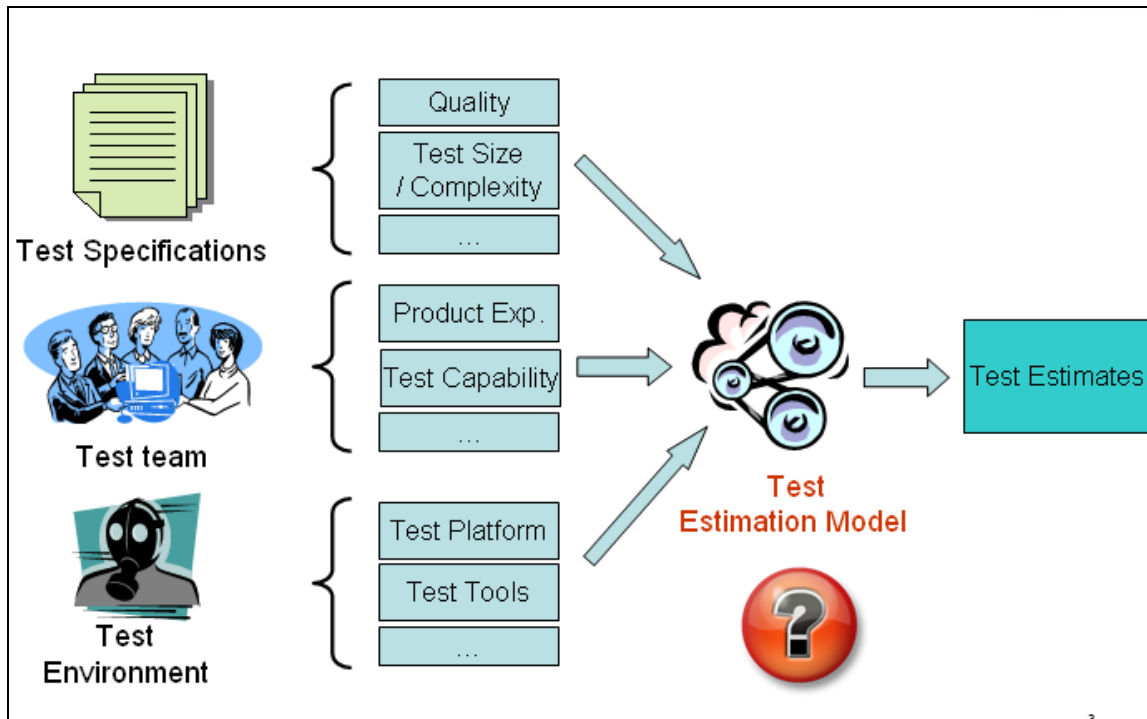 Quality
Test Size
/ Complexity
...
Test Specifications
Product Exp.
Test Capability
...
Test team
Test Platform
Test Tools
...
Test
Environment
Test
Estimation Model
?
Test Estimates